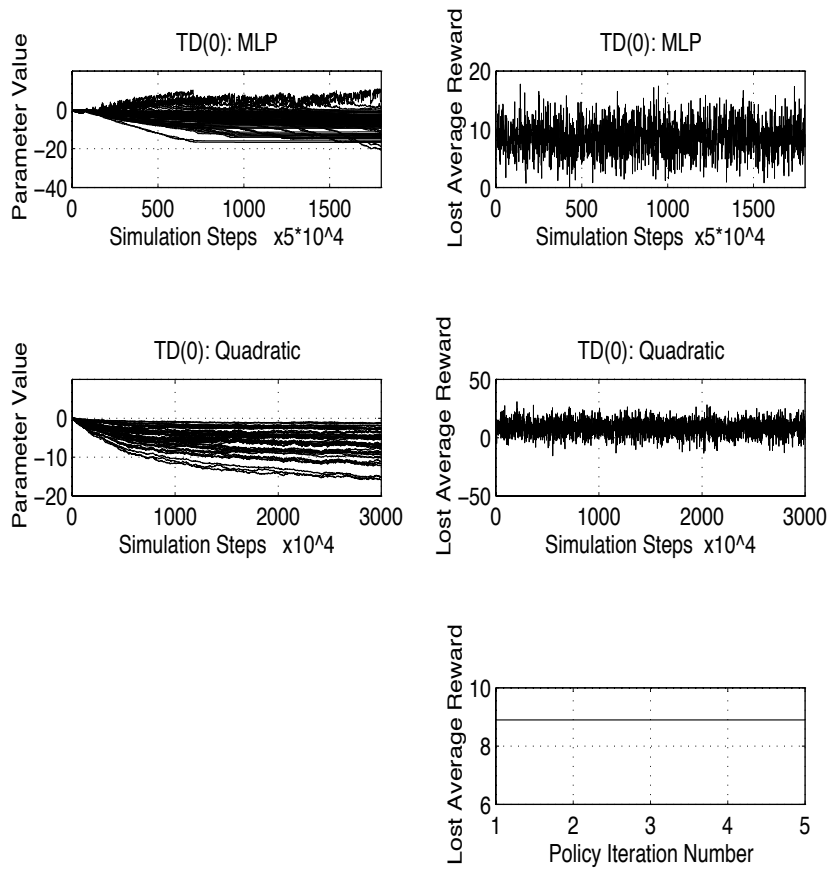 TD(0): MLP
Parameter Value
0
−20
−40
0 500 1000 1500
Simulation Steps x5*10^4
TD(0): MLP
Lost Average Reward
20
10
0
0 500 1000 1500
Simulation Steps x5*10^4
TD(0): Quadratic
Parameter Value
0
−10
−20
0 1000 2000 3000
Simulation Steps x10^4
TD(0): Quadratic
Lost Average Reward
50
0
−50
0 1000 2000 3000
Simulation Steps x10^4
Lost Average Reward
10
8
6
1 2 3 4 5
Policy Iteration Number